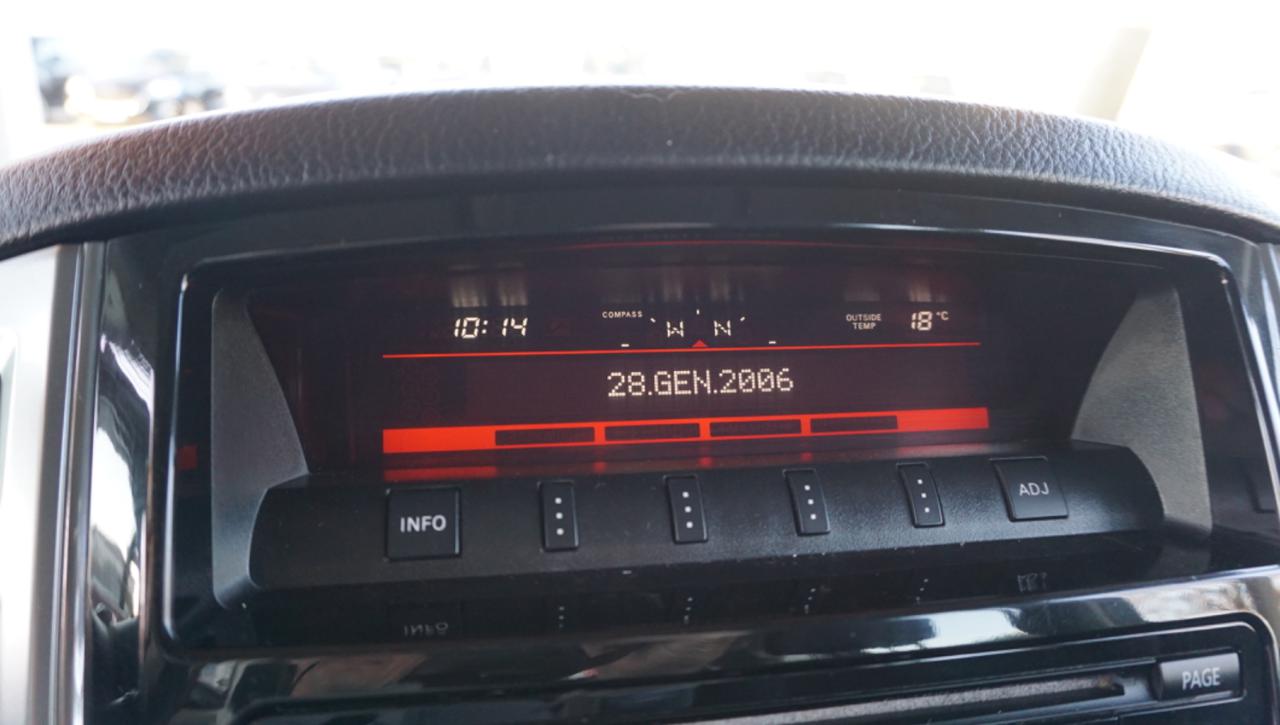 10:14
COMPASS
W N
OUTSIDE
TEMP
18°C
28.GEN.2006
INFO
ADJ
PAGE